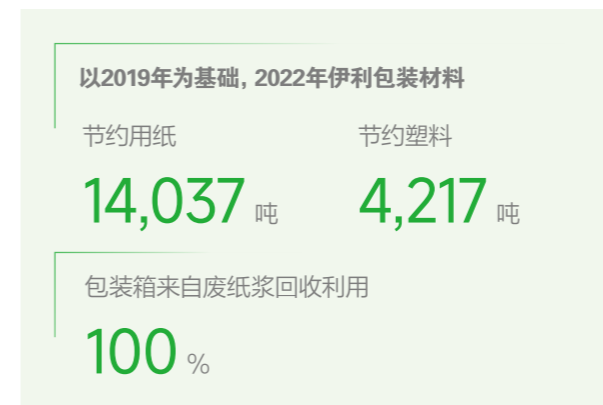 以2019年为基础, 2022年伊利包装材料
节约用纸 节约塑料
14,037 吨 4,217 吨
包装箱来自废纸浆回收利用
100 %